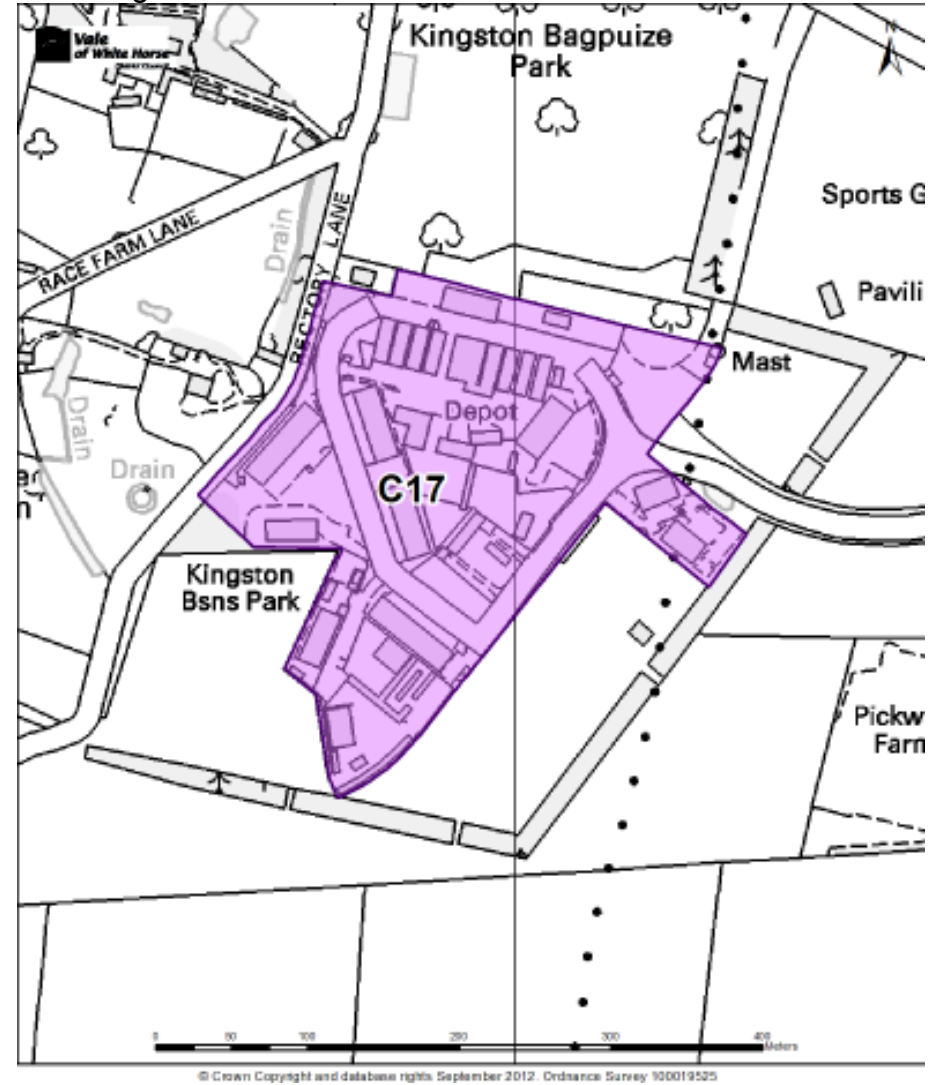 Vale
of White Horse
Kingston Bagpuize
Park
N
Sports G
RACE FARM LANE
Drain
RECTORY LANE
Pavili
Mast
Depot
Drain
Drain
C17
Kingston
Bsns Park
Pickw
Farn
0 50 100 200 300 400
Meters
© Crown Copyright and database rights September 2012. Ordnance Survey 100019525